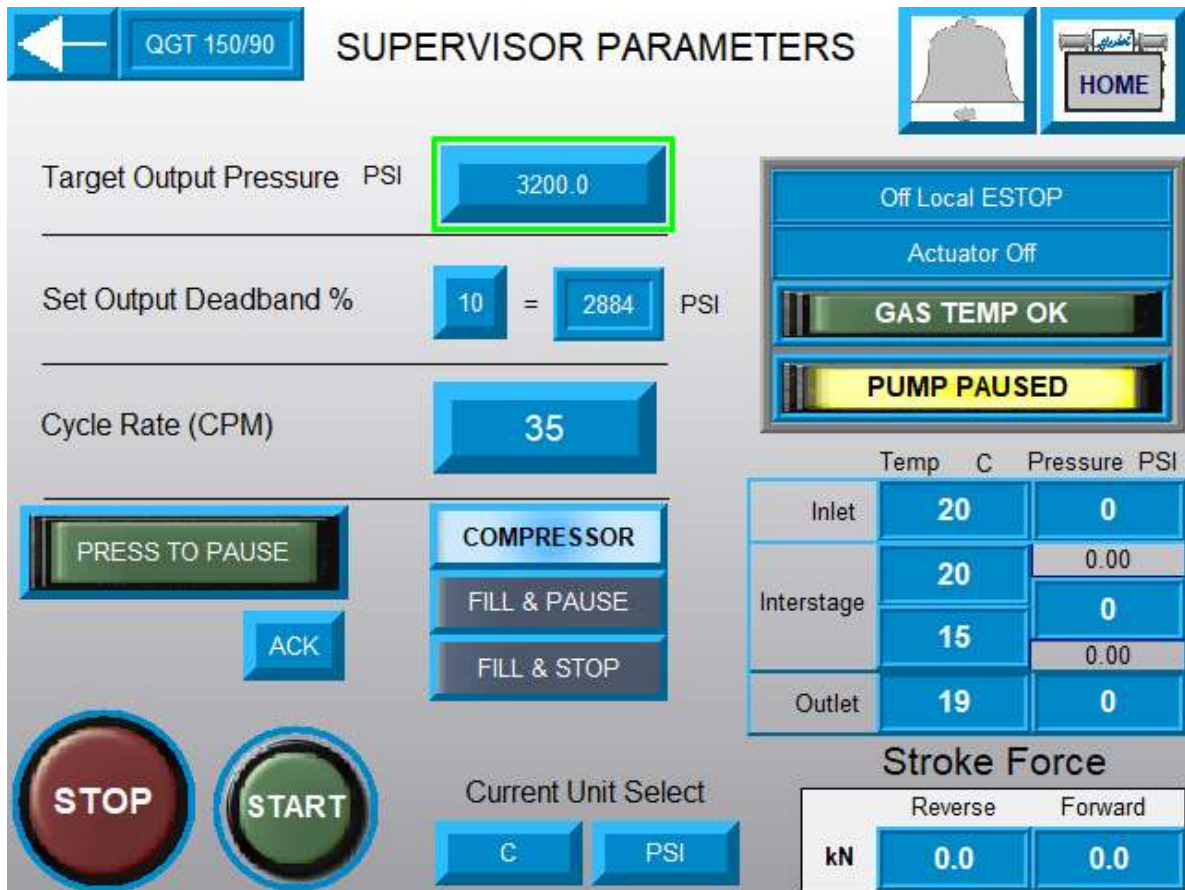 QGT 150/90
SUPERVISOR PARAMETERS
HOME
Target Output Pressure PSI
3200.0
Set Output Deadband %
10 = 2884 PSI
Cycle Rate (CPM)
35
PRESS TO PAUSE
ACK
COMPRESSOR
FILL & PAUSE
FILL & STOP
STOP
START
Current Unit Select
C PSI
Off Local ESTOP
Actuator Off
GAS TEMP OK
PUMP PAUSED
Temp C Pressure PSI
Inlet 20 0
0.00
Interstage 20 0
15 0.00
Outlet 19 0
Stroke Force
Reverse Forward
kN 0.0 0.0